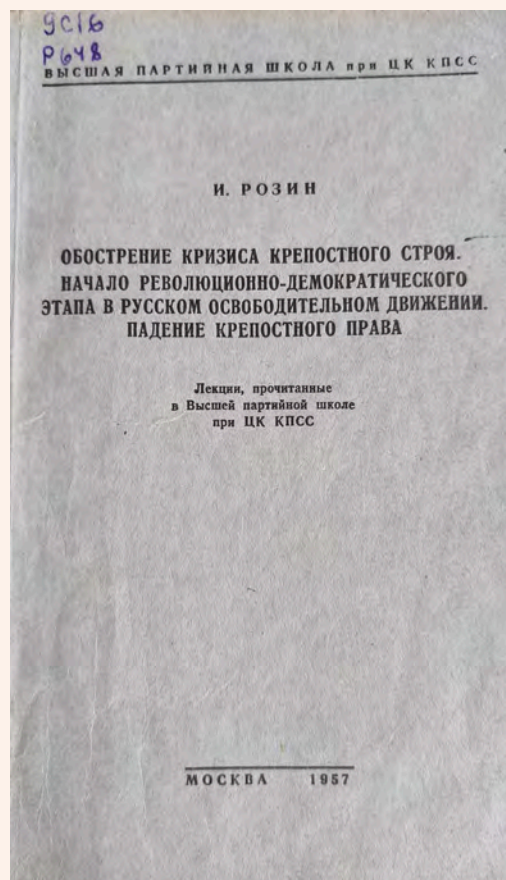 9С16
Р648
ВЫСШАЯ ПАРТИЙНАЯ ШКОЛА при ЦК КПСС
И. РОЗИН
ОБОСТРЕНИЕ КРИЗИСА КРЕПОСТНОГО СТРОЯ.
НАЧАЛО РЕВОЛЮЦИОННО-ДЕМОКРАТИЧЕСКОГО
ЭТАПА В РУССКОМ ОСВОБОДИТЕЛЬНОМ ДВИЖЕНИИ.
ПАДЕНИЕ КРЕПОСТНОГО ПРАВА
Лекции, прочитанные
в Высшей партийной школе
при ЦК КПСС
МОСКВА 1957